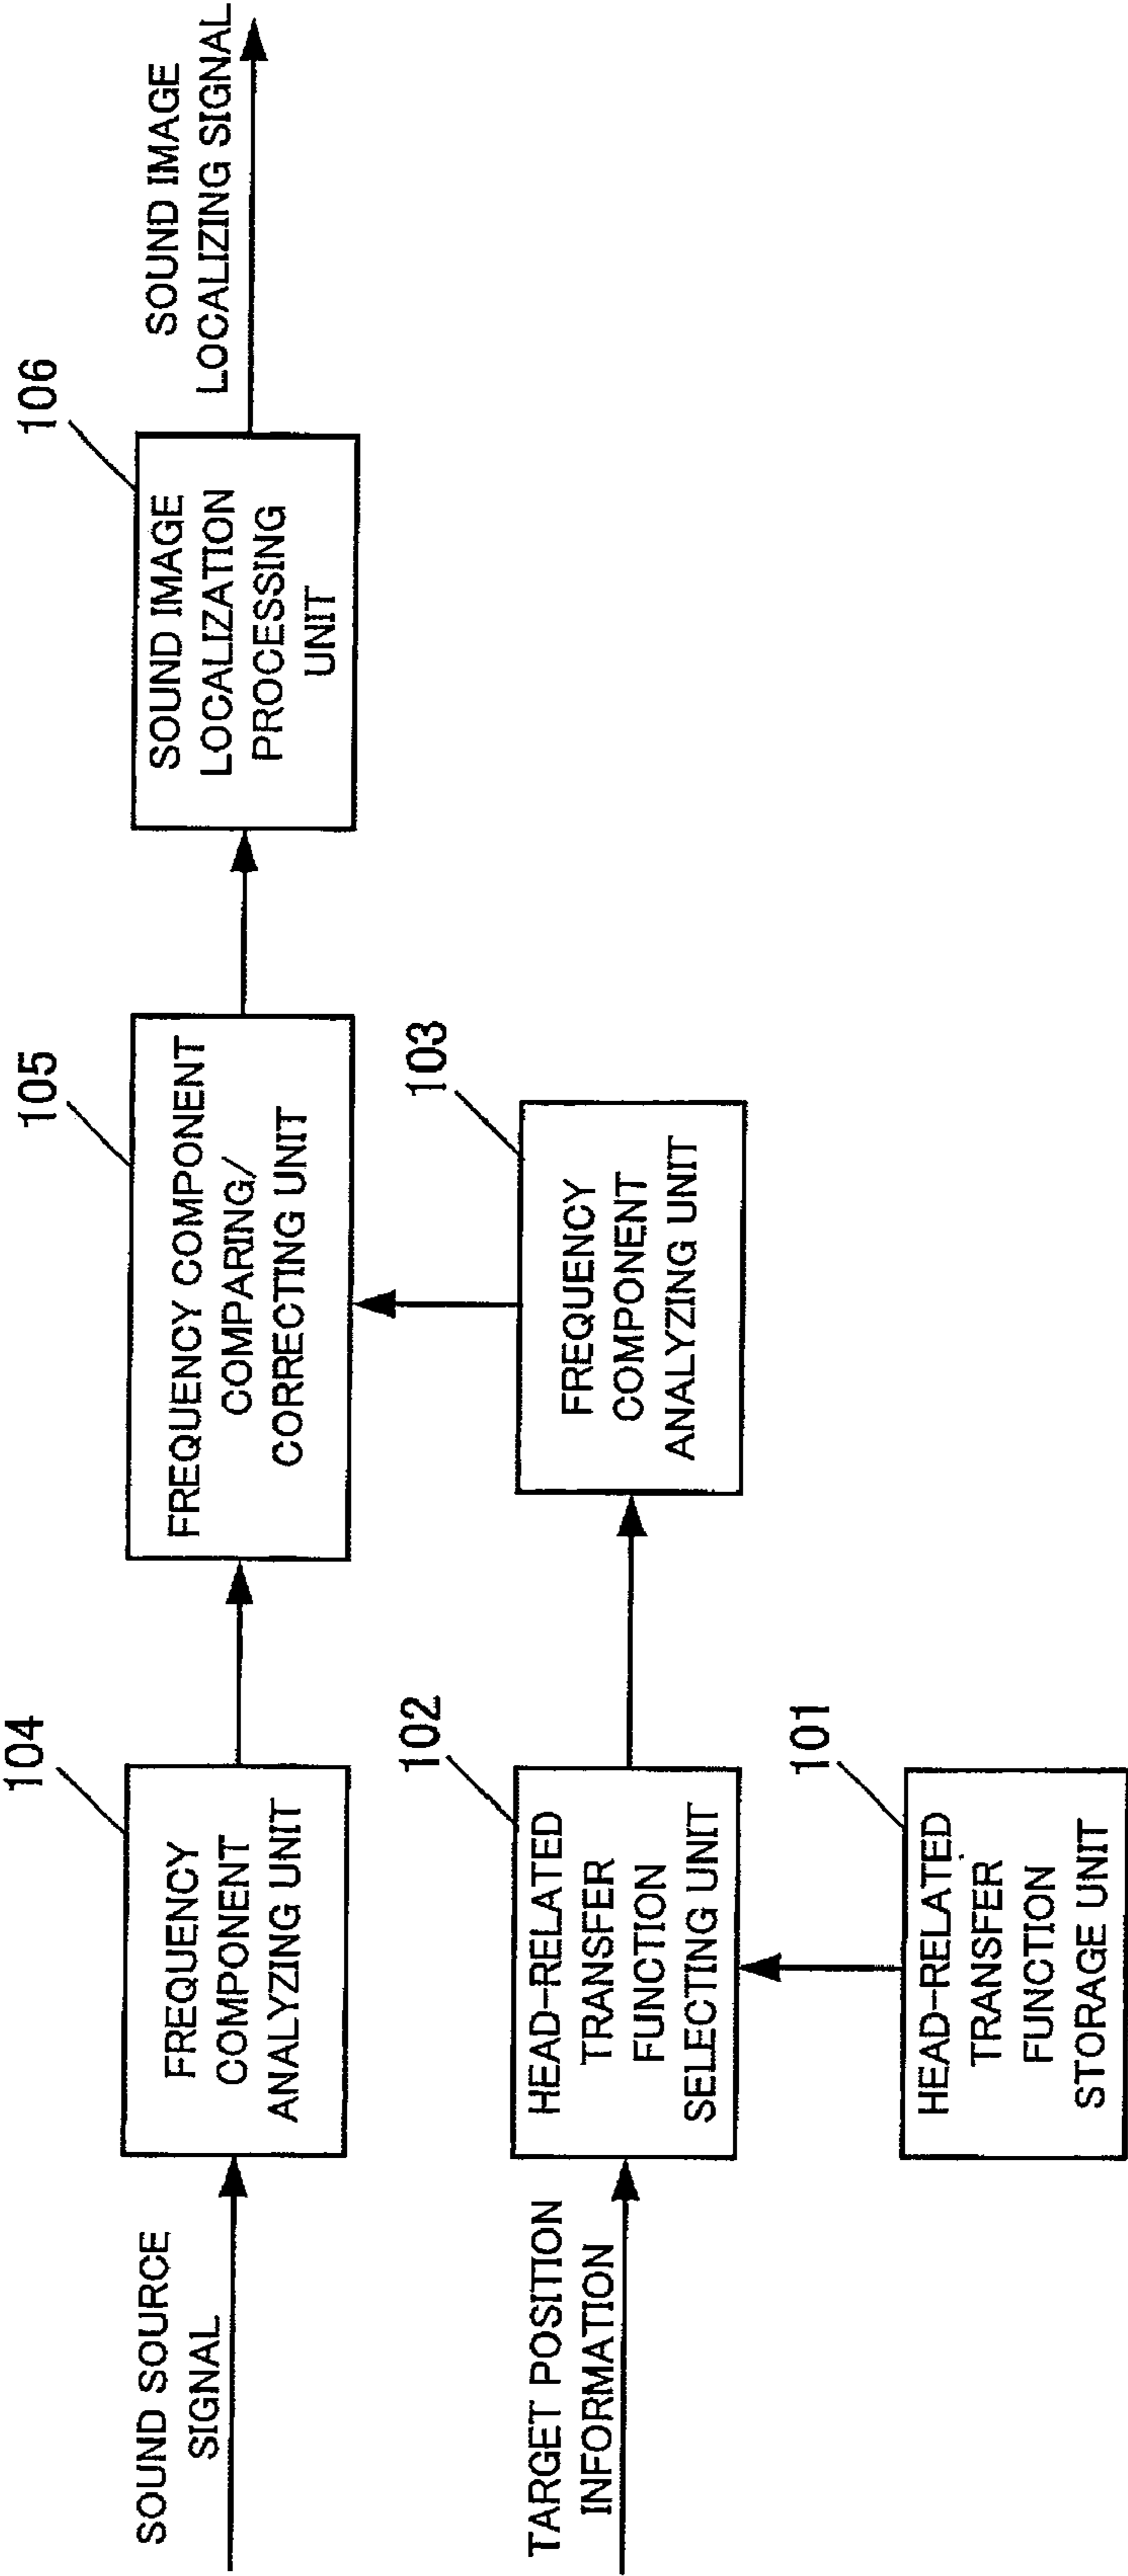 SOUND SOURCE
SIGNAL
104
FREQUENCY
COMPONENT
ANALYZING UNIT
105
FREQUENCY COMPONENT
COMPARING/
CORRECTING UNIT
106
SOUND IMAGE
LOCALIZATION
PROCESSING
UNIT
SOUND IMAGE
LOCALIZING SIGNAL
TARGET POSITION
INFORMATION
102
HEAD-RELATED
TRANSFER
FUNCTION
SELECTING UNIT
103
FREQUENCY
COMPONENT
ANALYZING UNIT
101
HEAD-RELATED
TRANSFER
FUNCTION
STORAGE UNIT